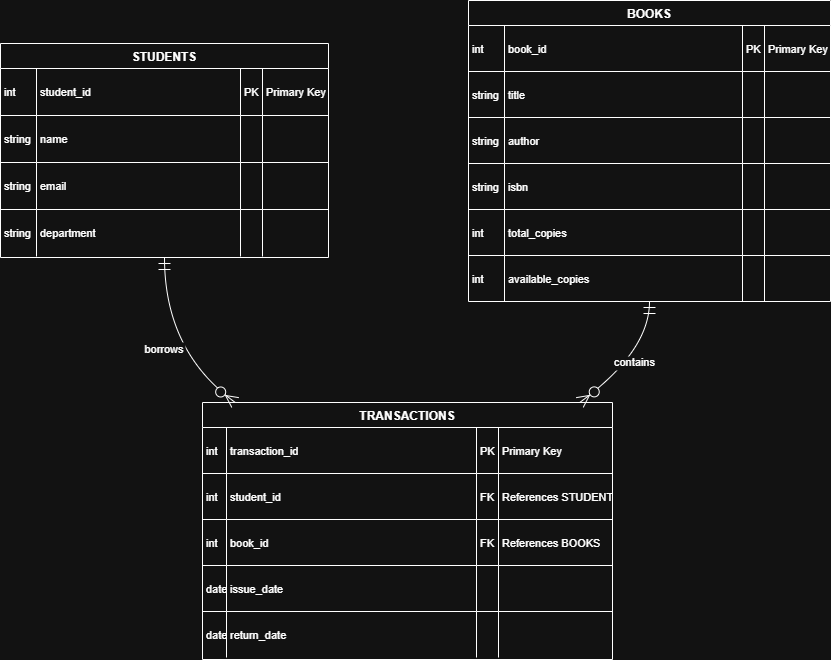 STUDENTS
int student_id PK Primary Key
string name
string email
string department
BOOKS
int book_id PK Primary Key
string title
string author
string isbn
int total_copies
int available_copies
borrows
contains
TRANSACTIONS
int transaction_id PK Primary Key
int student_id FK References STUDENT
int book_id FK References BOOKS
date issue_date
date return_date